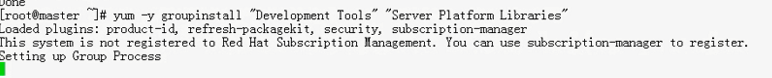 Done
[root@master ~]# yum -y groupinstall "Development Tools" "Server Platform Libraries"
Loaded plugins: product-id, refresh-packagekit, security, subscription-manager
This system is not registered to Red Hat Subscription Management. You can use subscription-manager to register.
Setting up Group Process